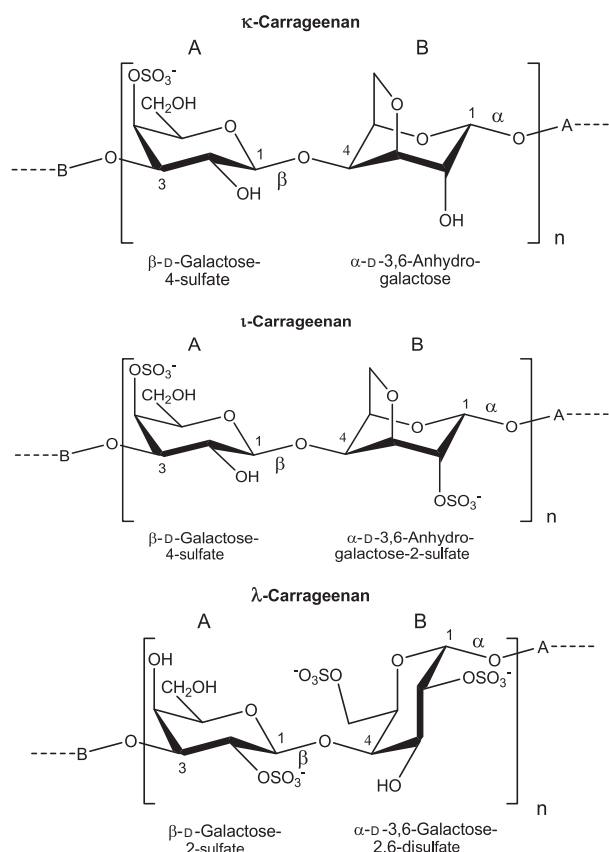 κ-Carrageenan
A B
OSO₃⁻
CH₂OH
O O O 1 α O A
B O 3 OH 1 β O 4
OH
n
β-D-Galactose-
4-sulfate
α-D-3,6-Anhydro-
galactose
ι-Carrageenan
A B
OSO₃⁻
CH₂OH
O O O 1 α O A
B O 3 OH 1 β O 4
OSO₃⁻
n
β-D-Galactose-
4-sulfate
α-D-3,6-Anhydro-
galactose-2-sulfate
λ-Carrageenan
A B
OH
CH₂OH
⁻O₃SO
O 1 α O A
OSO₃⁻
B O 3 O 1 β O 4
OSO₃⁻
HO
n
β-D-Galactose-
2-sulfate
α-D-3,6-Galactose-
2,6-disulfate